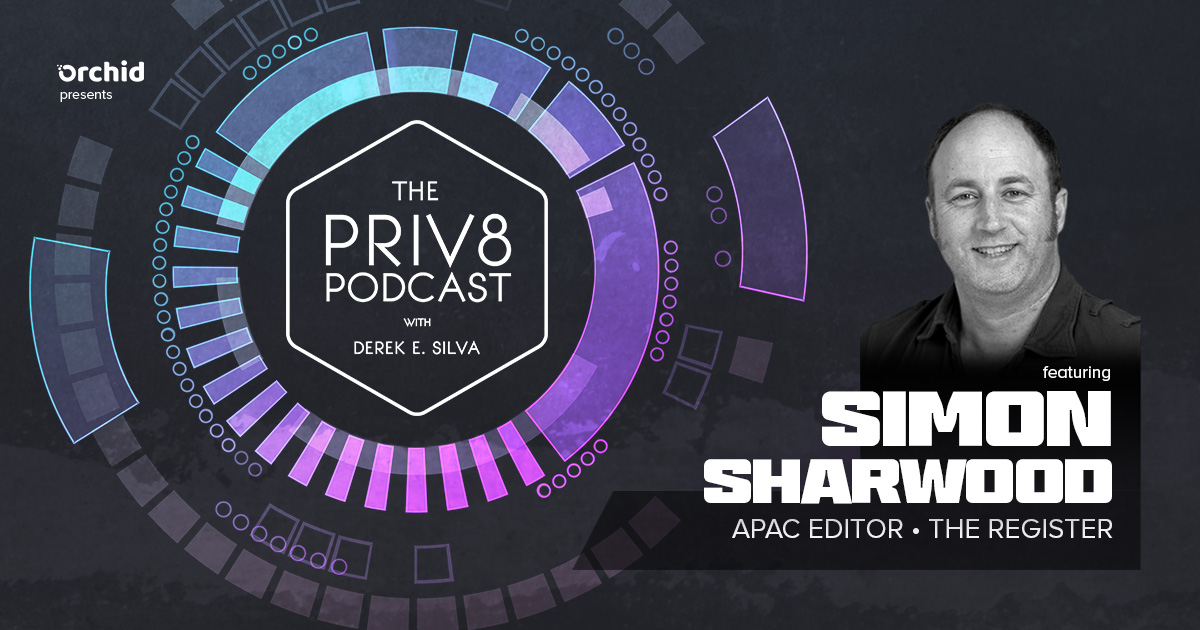 orchid
presents
THE
PRIV8
PODCAST
WITH
DEREK E. SILVA
featuring
SIMON
SHARWOOD
APAC EDITOR • THE REGISTER